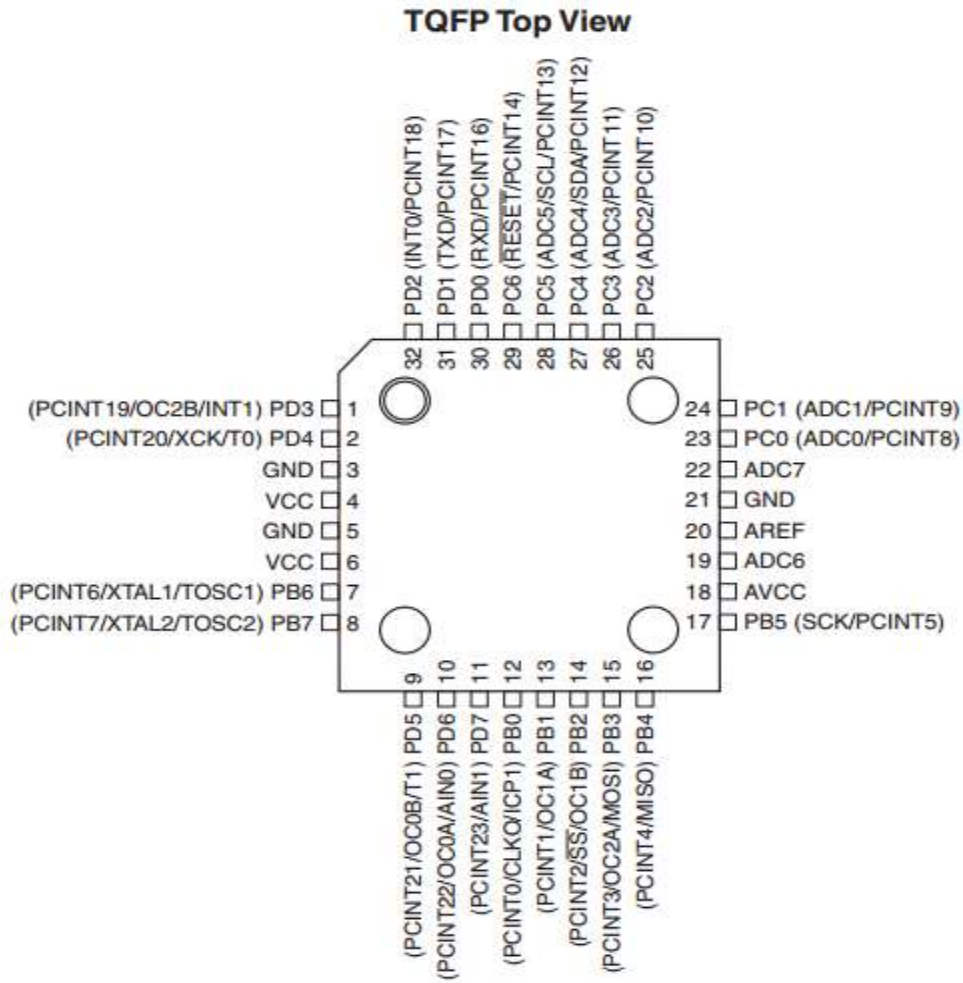 TQFP Top View
32 PD2 (INT0/PCINT18)
31 PD1 (TXD/PCINT17)
30 PD0 (RXD/PCINT16)
29 PC6 (RESET/PCINT14)
28 PC5 (ADC5/SCL/PCINT13)
27 PC4 (ADC4/SDA/PCINT12)
26 PC3 (ADC3/PCINT11)
25 PC2 (ADC2/PCINT10)
(PCINT19/OC2B/INT1) PD3 1
(PCINT20/XCK/T0) PD4 2
GND 3
VCC 4
GND 5
VCC 6
(PCINT6/XTAL1/TOSC1) PB6 7
(PCINT7/XTAL2/TOSC2) PB7 8
24 PC1 (ADC1/PCINT9)
23 PC0 (ADC0/PCINT8)
22 ADC7
21 GND
20 AREF
19 ADC6
18 AVCC
17 PB5 (SCK/PCINT5)
(PCINT21/OC0B/T1) PD5 9
(PCINT22/OC0A/AIN0) PD6 10
(PCINT23/AIN1) PD7 11
(PCINT0/CLKO/ICP1) PB0 12
(PCINT1/OC1A) PB1 13
(PCINT2/SS/OC1B) PB2 14
(PCINT3/OC2A/MOSI) PB3 15
(PCINT4/MISO) PB4 16